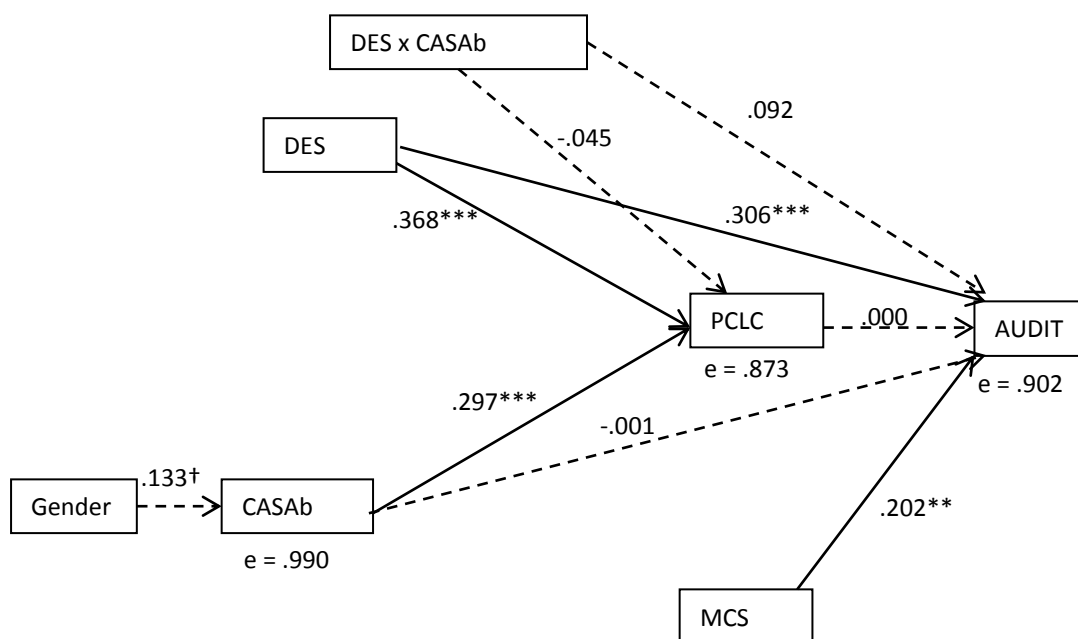 DES x CASAb
.092
-.045
DES
.306***
.368***
PCLC
.000
AUDIT
e = .873
e = .902
.297***
-.001
.133†
Gender
CASAb
.202**
e = .990
MCS